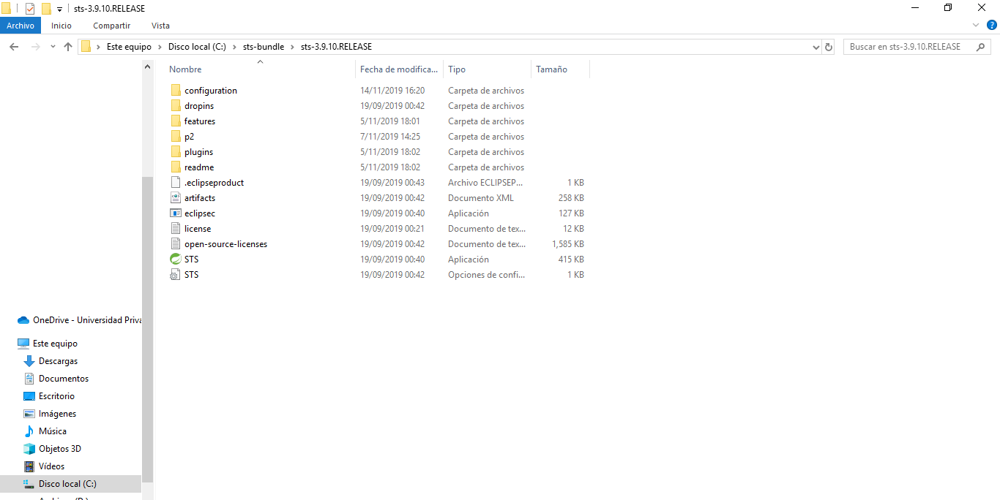 sts-3.9.10.RELEASE
Archivo Inicio Compartir Vista
Este equipo Disco local (C:) sts-bundle sts-3.9.10.RELEASE Buscar en sts-3.9.10.RELEASE
Nombre Fecha de modifica... Tipo Tamaño
configuration 14/11/2019 16:20 Carpeta de archivos
dropins 19/09/2019 00:42 Carpeta de archivos
features 5/11/2019 18:01 Carpeta de archivos
p2 7/11/2019 14:25 Carpeta de archivos
plugins 5/11/2019 18:02 Carpeta de archivos
readme 5/11/2019 18:02 Carpeta de archivos
.eclipseproduct 19/09/2019 00:43 Archivo ECLIPSEP... 1 KB
artifacts 19/09/2019 00:42 Documento XML 258 KB
eclipsec 19/09/2019 00:40 Aplicación 127 KB
license 19/09/2019 00:21 Documento de tex... 12 KB
open-source-licenses 19/09/2019 00:42 Documento de tex... 1,585 KB
STS 19/09/2019 00:40 Aplicación 415 KB
STS 19/09/2019 00:42 Opciones de confi... 1 KB
OneDrive - Universidad Priva
Este equipo
Descargas
Documentos
Escritorio
Imágenes
Música
Objetos 3D
Vídeos
Disco local (C:)